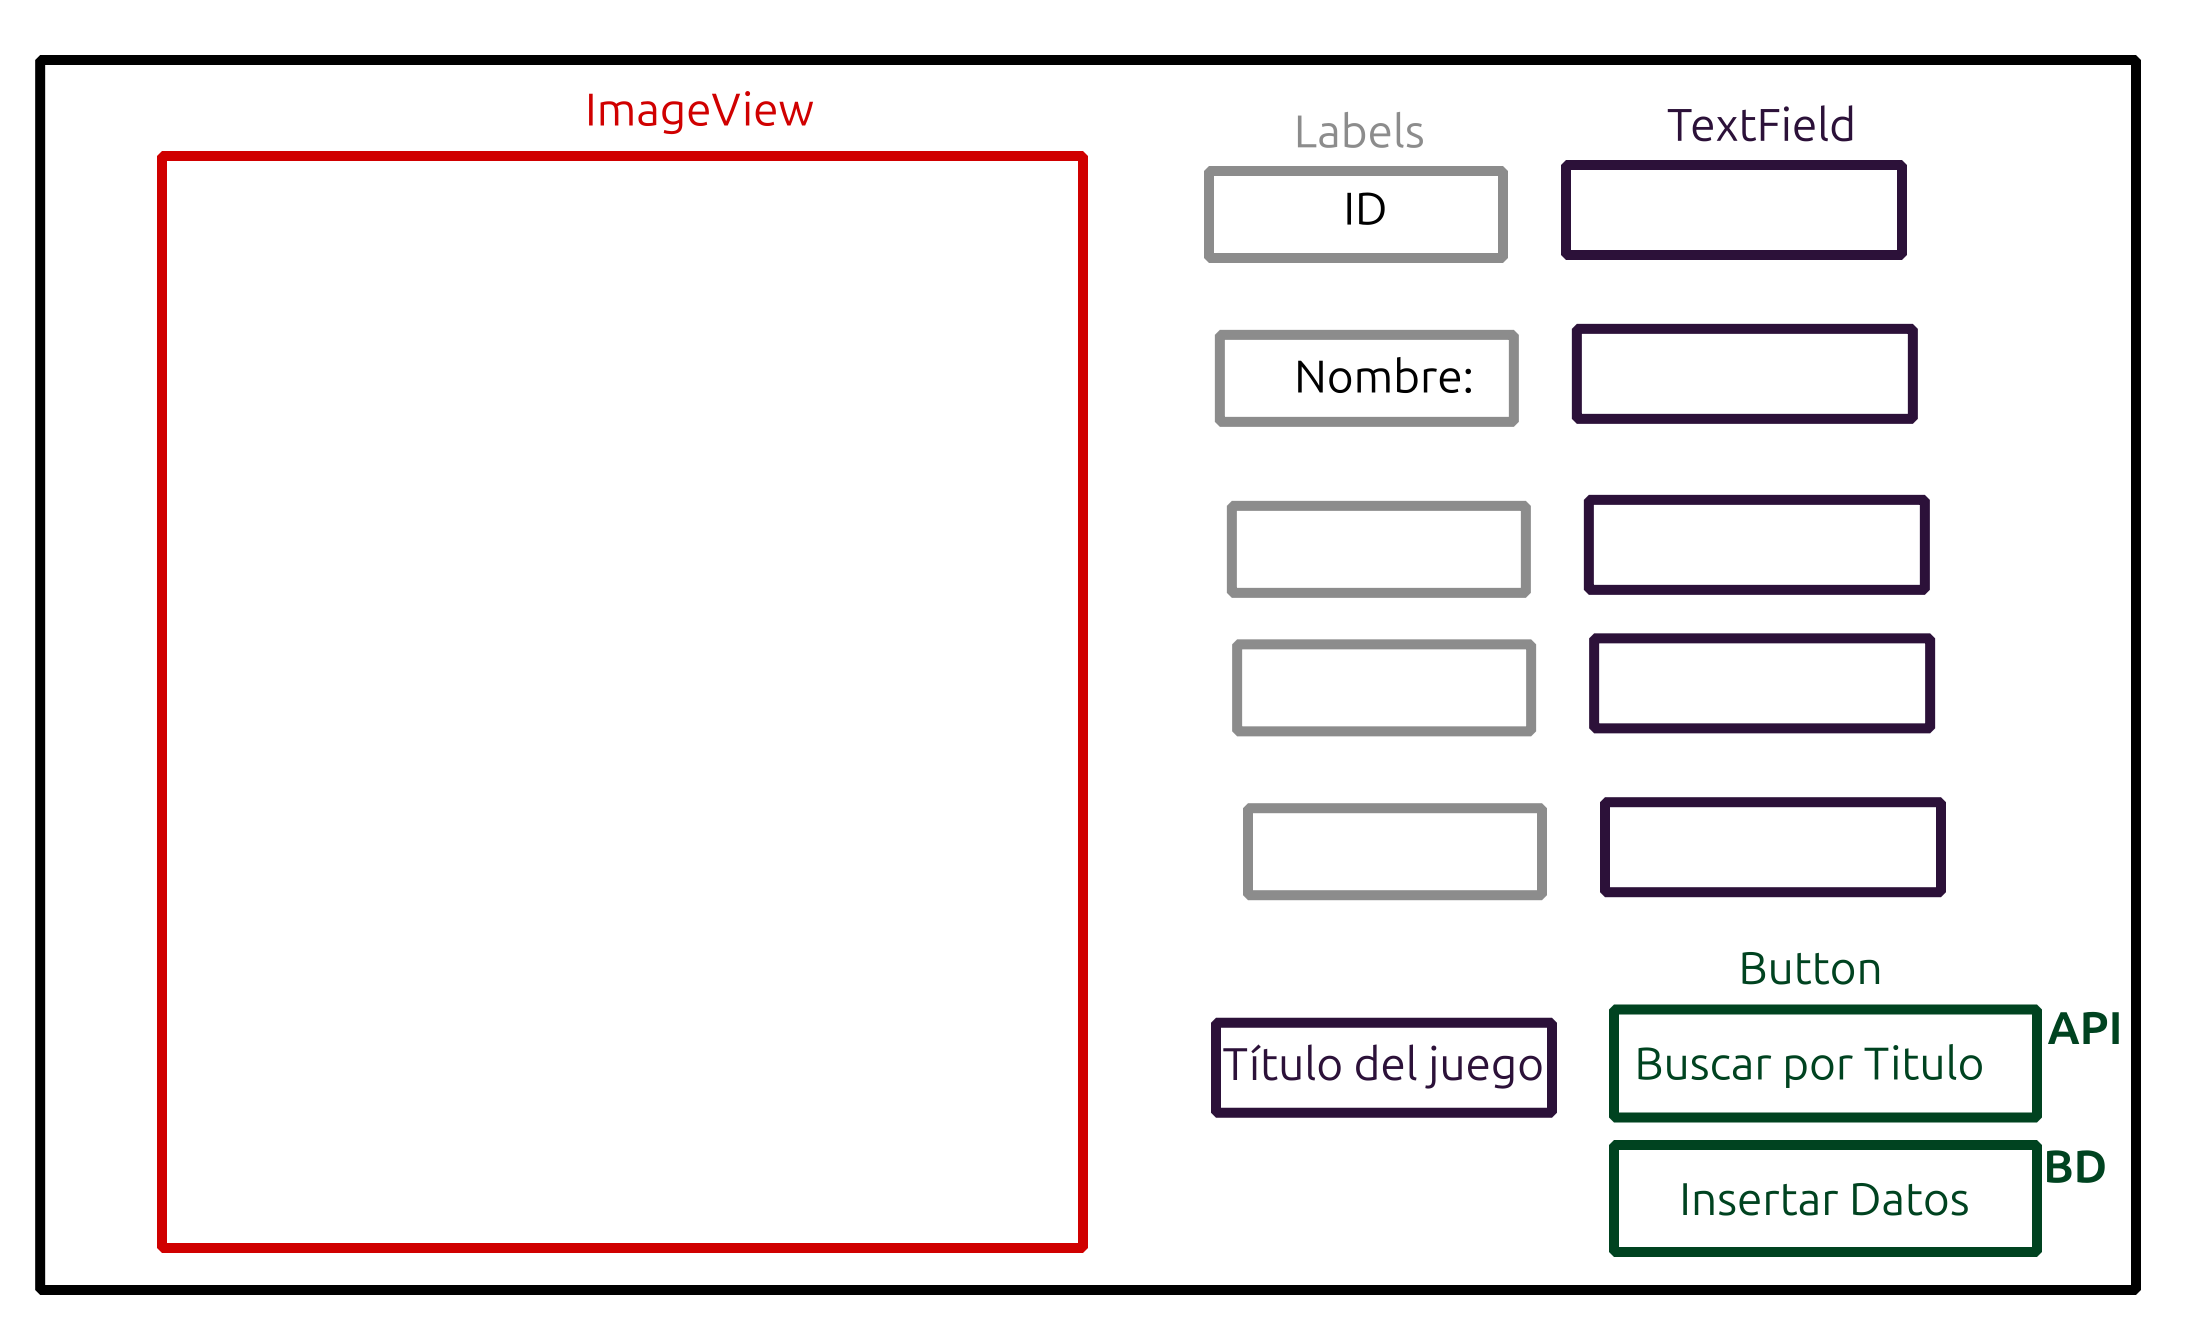 ImageView
Labels
TextField
ID
Nombre:
Button
Título del juego
Buscar por Titulo
API
Insertar Datos
BD